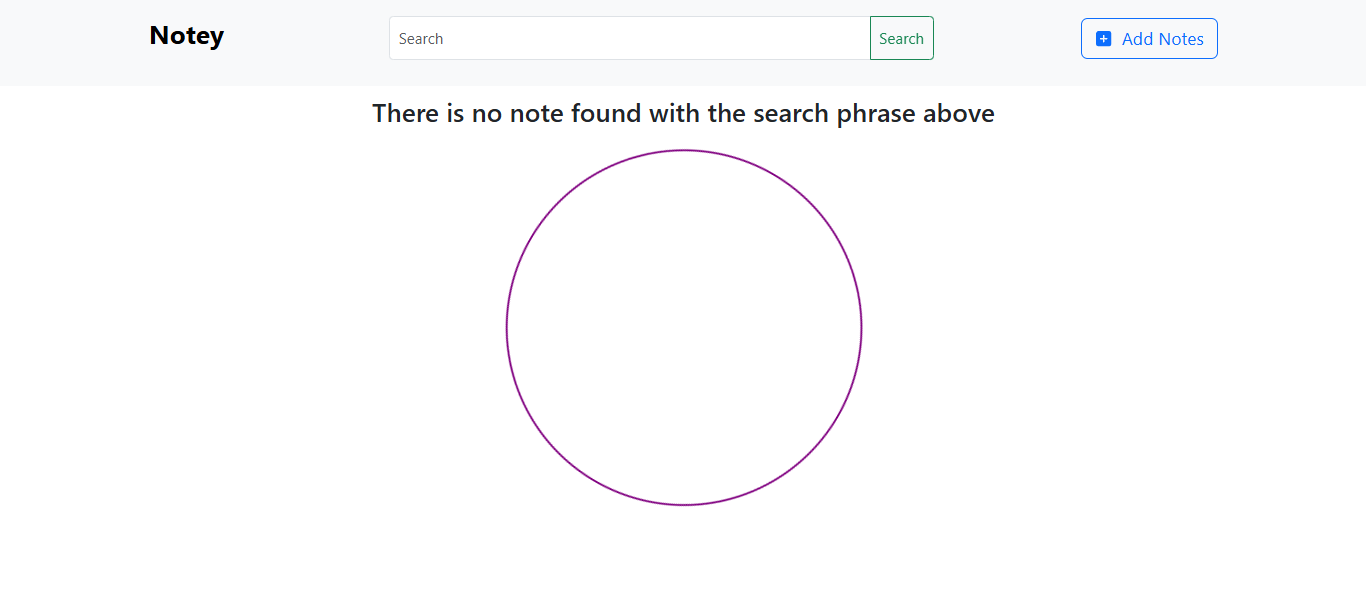 Notey
Search
Search
Add Notes
There is no note found with the search phrase above